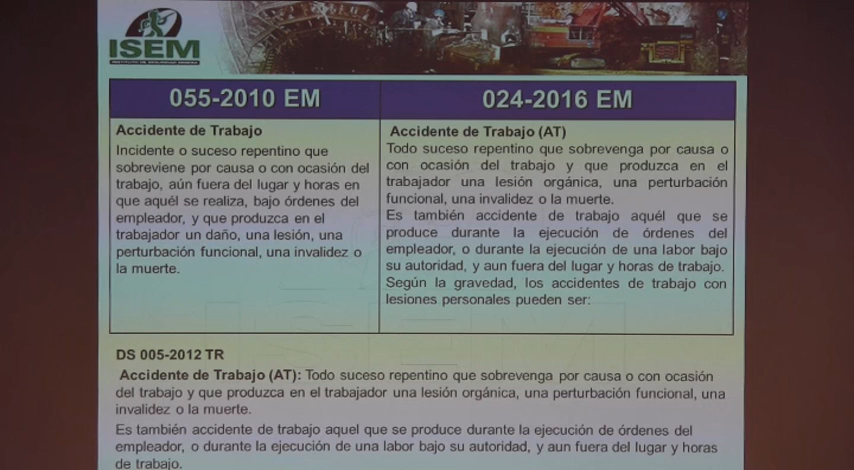 ISEM
055-2010 EM
024-2016 EM
Accidente de Trabajo
Incidente o suceso repentino que
sobreviene por causa o con ocasión del
trabajo, aún fuera del lugar y horas en
que aquél se realiza, bajo órdenes del
empleador, y que produzca en el
trabajador un daño, una lesión, una
perturbación funcional, una invalidez o
la muerte.
Accidente de Trabajo (AT)
Todo suceso repentino que sobrevenga por causa o
con ocasión del trabajo y que produzca en el
trabajador una lesión orgánica, una perturbación
funcional, una invalidez o la muerte.
Es también accidente de trabajo aquél que se
produce durante la ejecución de órdenes del
empleador, o durante la ejecución de una labor bajo
su autoridad, y aun fuera del lugar y horas de trabajo.
Según la gravedad, los accidentes de trabajo con
lesiones personales pueden ser:
DS 005-2012 TR
Accidente de Trabajo (AT): Todo suceso repentino que sobrevenga por causa o con ocasión
del trabajo y que produzca en el trabajador una lesión orgánica, una perturbación funcional, una
invalidez o la muerte.
Es también accidente de trabajo aquel que se produce durante la ejecución de órdenes del
empleador, o durante la ejecución de una labor bajo su autoridad, y aun fuera del lugar y horas
de trabajo.